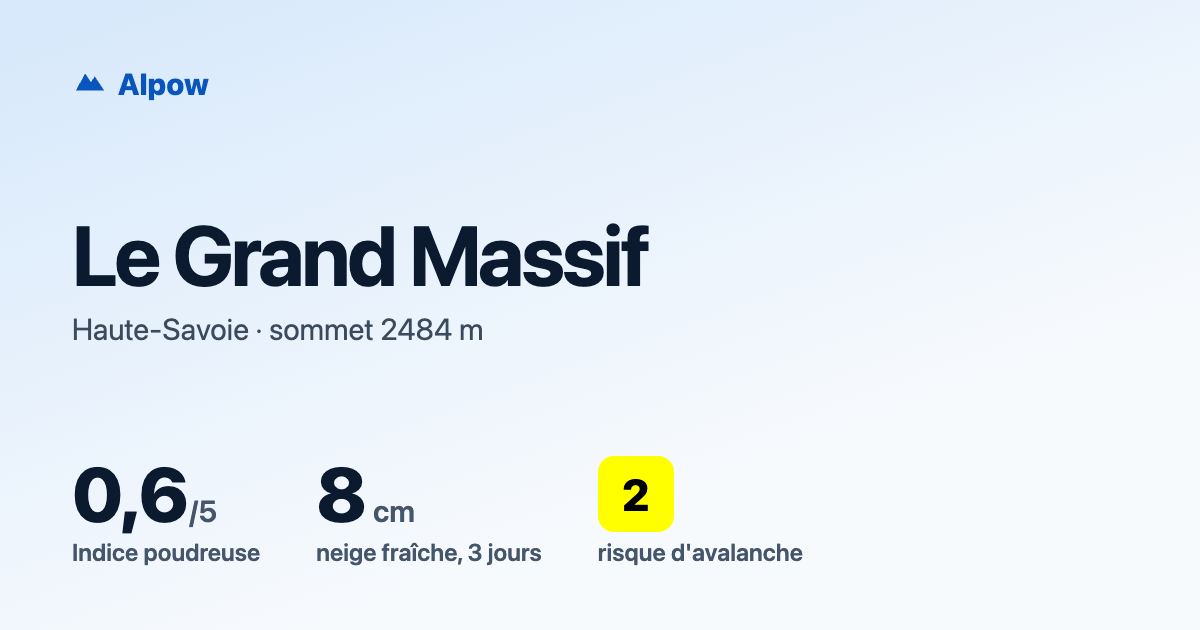 Alpow
Le Grand Massif
Haute-Savoie · sommet 2484 m
0,6/5
Indice poudreuse
8 cm
neige fraîche, 3 jours
2
risque d'avalanche